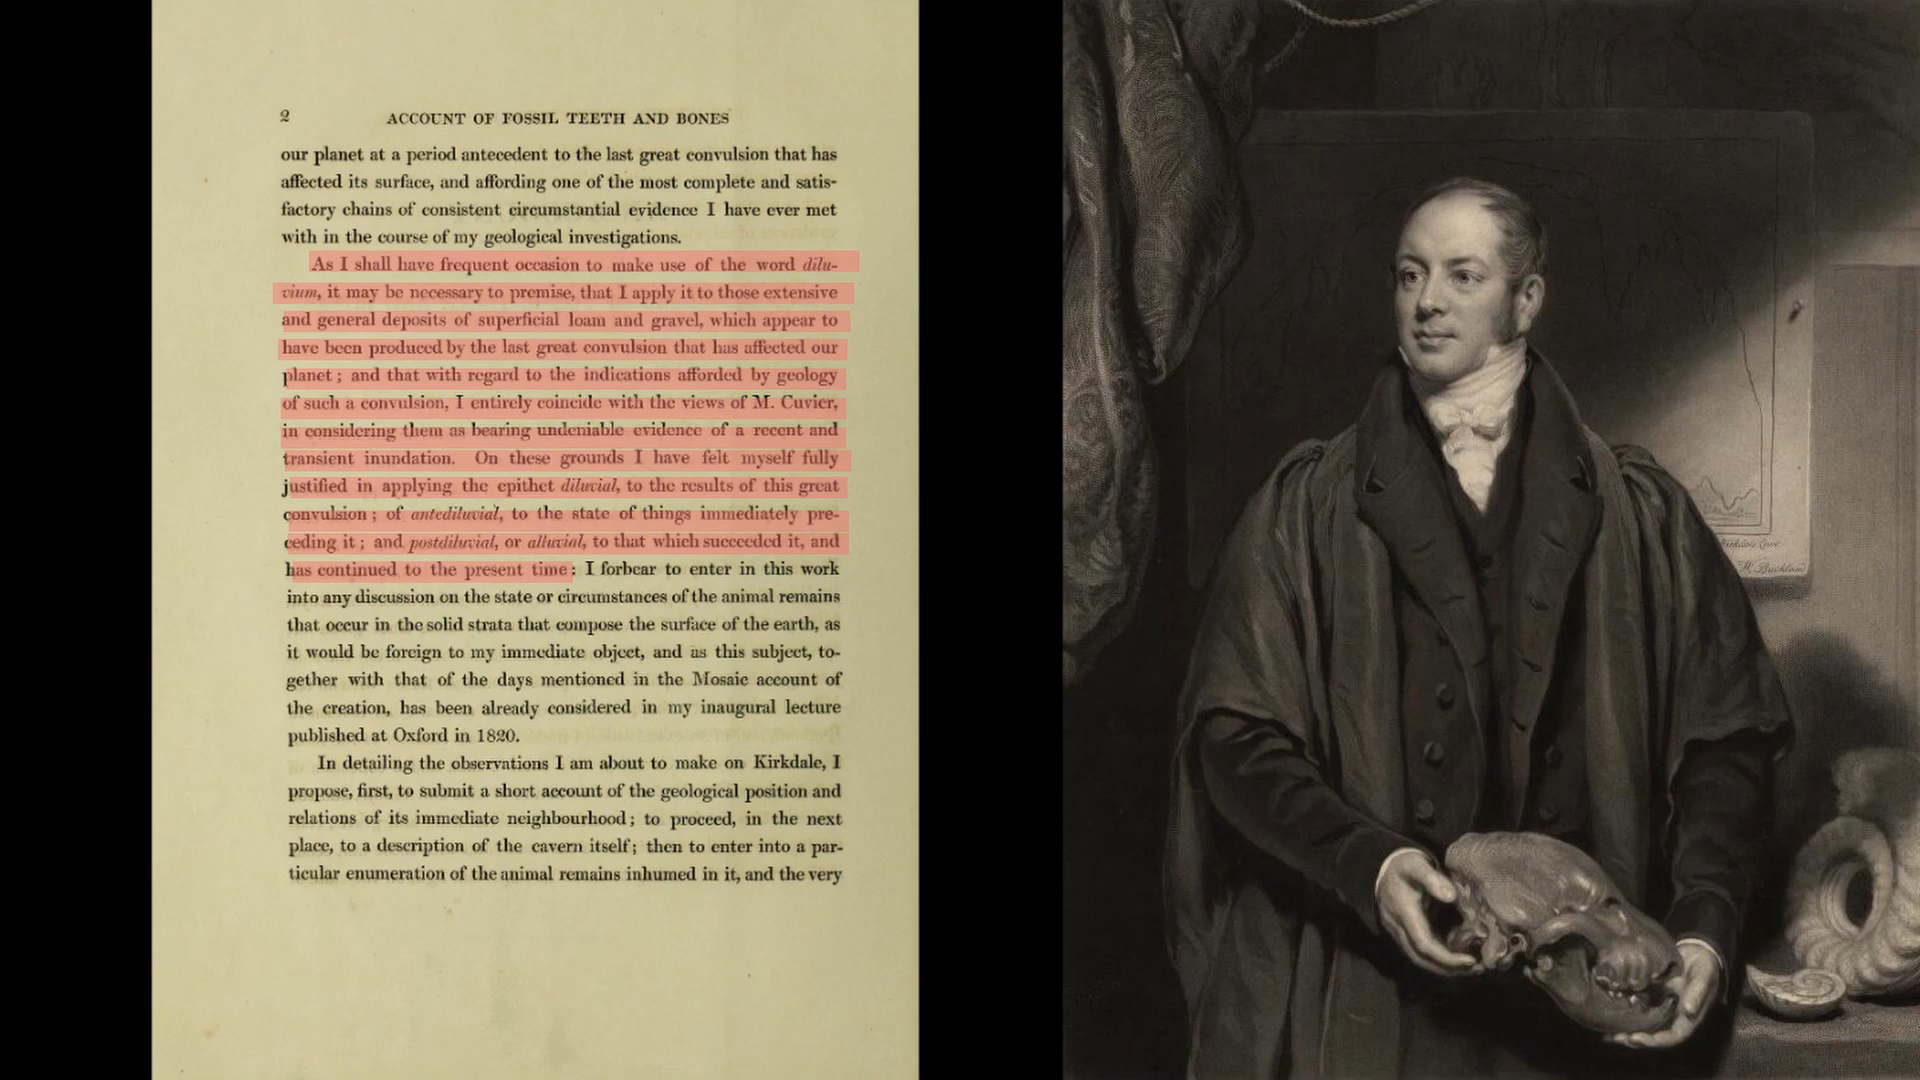 2 ACCOUNT OF FOSSIL TEETH AND BONES
our planet at a period antecedent to the last great convulsion that has
affected its surface, and affording one of the most complete and satis-
factory chains of consistent circumstantial evidence I have ever met
with in the course of my geological investigations.
As I shall have frequent occasion to make use of the word dilu-
vium, it may be necessary to premise, that I apply it to those extensive
and general deposits of superficial loam and gravel, which appear to
have been produced by the last great convulsion that has affected our
planet; and that with regard to the indications afforded by geology
of such a convulsion, I entirely coincide with the views of M. Cuvier,
in considering them as bearing undeniable evidence of a recent and
transient inundation. On these grounds I have felt myself fully
justified in applying the epithet diluvial, to the results of this great
convulsion; of antediluvial, to the state of things immediately pre-
ceding it; and postdiluvial, or alluvial, to that which succeeded it, and
has continued to the present time: I forbear to enter in this work
into any discussion on the state or circumstances of the animal remains
that occur in the solid strata that compose the surface of the earth, as
it would be foreign to my immediate object, and as this subject, to-
gether with that of the days mentioned in the Mosaic account of
the creation, has been already considered in my inaugural lecture
published at Oxford in 1820.
In detailing the observations I am about to make on Kirkdale, I
propose, first, to submit a short account of the geological position and
relations of its immediate neighbourhood; to proceed, in the next
place, to a description of the cavern itself; then to enter into a par-
ticular enumeration of the animal remains inhumed in it, and the very
Kirkdale Cave
W. Buckland